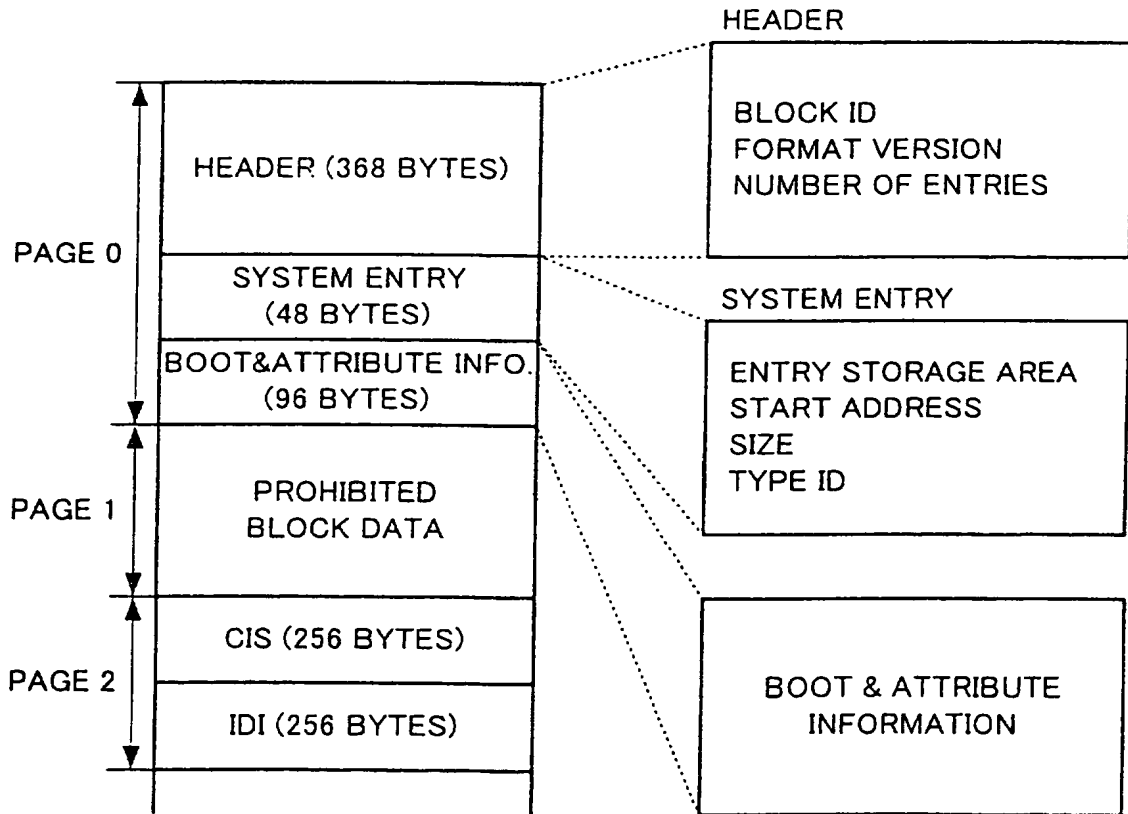 HEADER
BLOCK ID
FORMAT VERSION
NUMBER OF ENTRIES
HEADER (368 BYTES)
PAGE 0
SYSTEM ENTRY
(48 BYTES)
BOOT&ATTRIBUTE INFO.
(96 BYTES)
SYSTEM ENTRY
ENTRY STORAGE AREA
START ADDRESS
SIZE
TYPE ID
PAGE 1
PROHIBITED
BLOCK DATA
PAGE 2
CIS (256 BYTES)
IDI (256 BYTES)
BOOT & ATTRIBUTE
INFORMATION